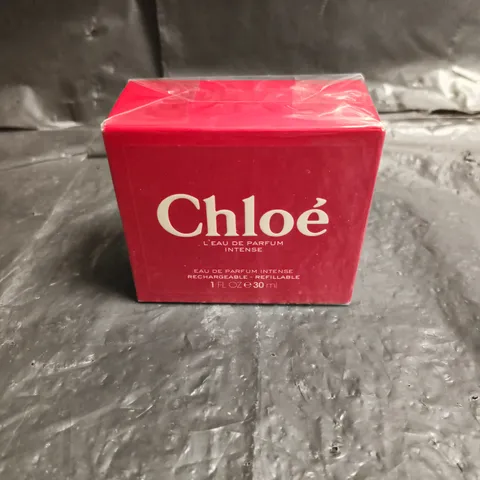 Chloé
L'EAU DE PARFUM
INTENSE
EAU DE PARFUM INTENSE
RECHARGEABLE - REFILLABLE
1 FL OZ ℮ 30 ml